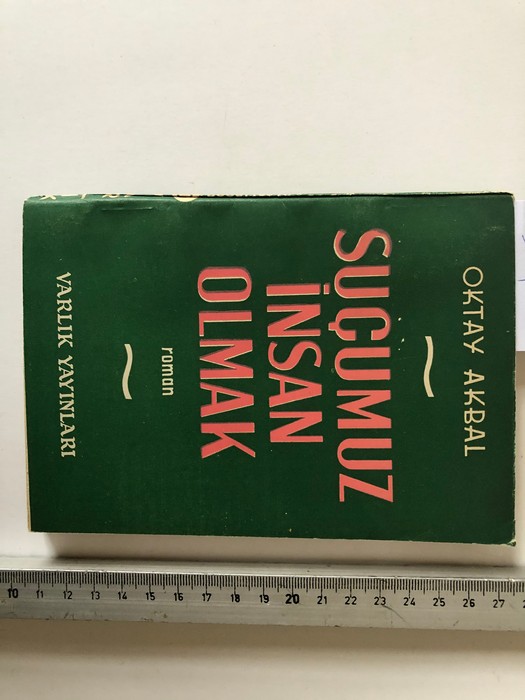 OKTAY AKBAL
SUÇUMUZ
İNSAN
OLMAK
roman
VARLIK YAYINLARI
10 11 12 13 14 15 16 17 18 19 20 21 22 23 24 25 26 27